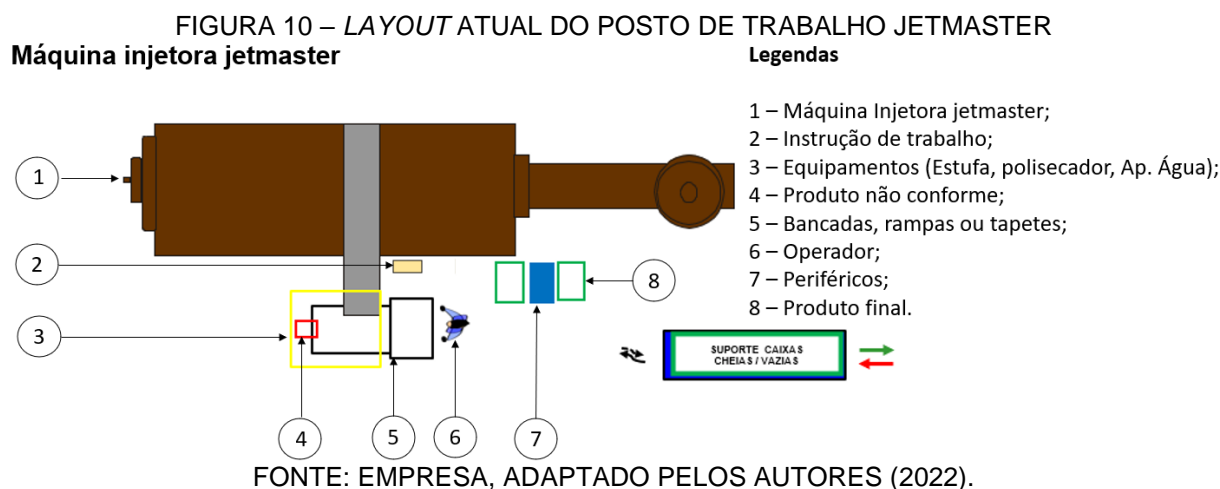 FIGURA 10 – LAYOUT ATUAL DO POSTO DE TRABALHO JETMASTER
Máquina injetora jetmaster
Legendas
1 – Máquina Injetora jetmaster;
2 – Instrução de trabalho;
3 – Equipamentos (Estufa, polisecador, Ap. Água);
4 – Produto não conforme;
5 – Bancadas, rampas ou tapetes;
6 – Operador;
7 – Periféricos;
8 – Produto final.
1
2
8
3
SUPORTE CAIXAS
CHEIAS / VAZIAS
4
5
6
7
FONTE: EMPRESA, ADAPTADO PELOS AUTORES (2022).